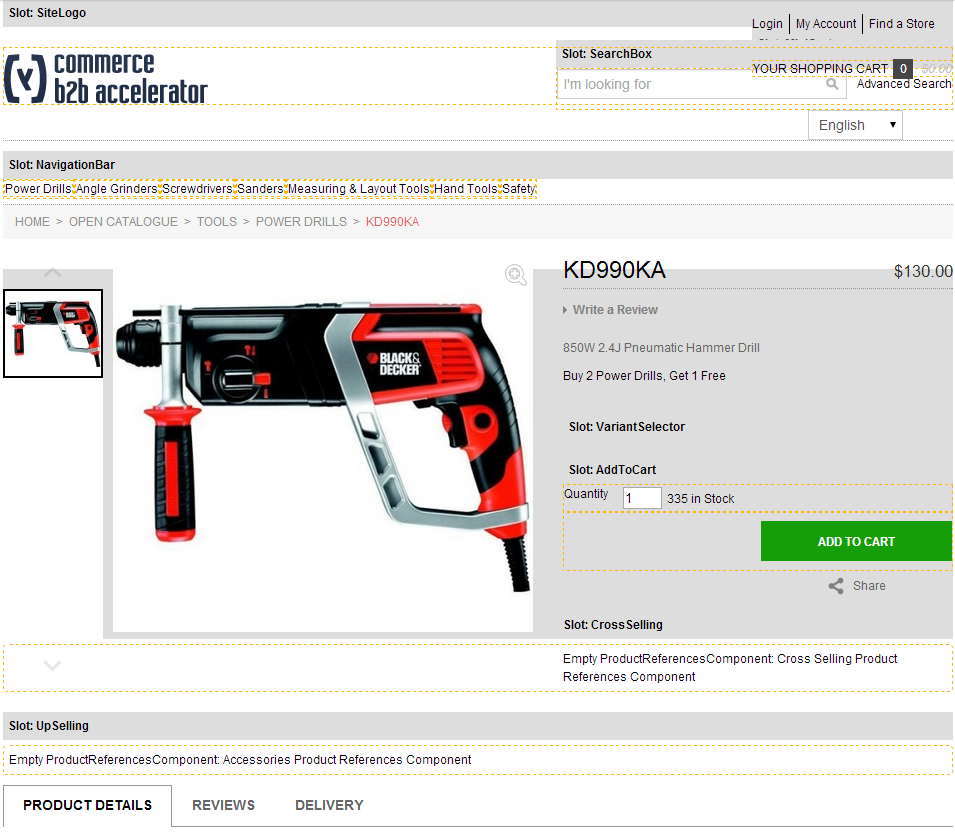 Slot: SiteLogo
Login
My Account
Find a Store
commerce
b2b accelerator
Slot: SearchBox
YOUR SHOPPING CART 0 $0.00
I'm looking for
Advanced Search
English
Slot: NavigationBar
Power Drills Angle Grinders Screwdrivers Sanders Measuring & Layout Tools Hand Tools Safety
HOME > OPEN CATALOGUE > TOOLS > POWER DRILLS > KD990KA
KD990KA
$130.00
Write a Review
850W 2.4J Pneumatic Hammer Drill
Buy 2 Power Drills, Get 1 Free
BLACK&
DECKER
Slot: VariantSelector
Slot: AddToCart
Quantity 1 335 in Stock
ADD TO CART
Share
Slot: CrossSelling
Empty ProductReferencesComponent: Cross Selling Product
References Component
Slot: UpSelling
Empty ProductReferencesComponent: Accessories Product References Component
PRODUCT DETAILS
REVIEWS
DELIVERY